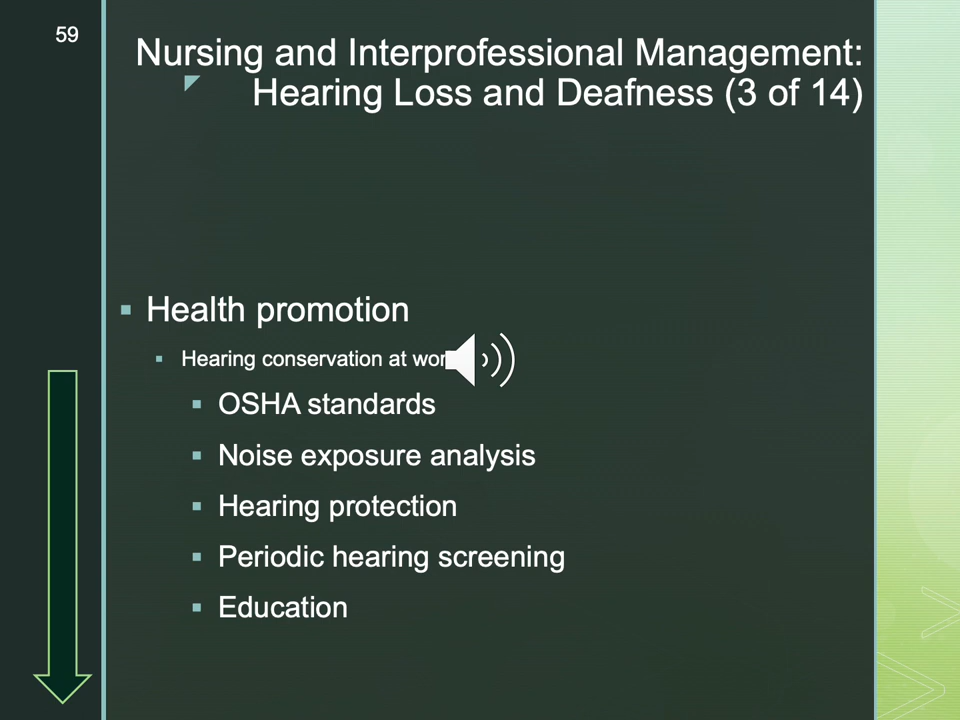 59
Nursing and Interprofessional Management:
Hearing Loss and Deafness (3 of 14)
Health promotion
Hearing conservation at
OSHA standards
Noise exposure analysis
Hearing protection
Periodic hearing screening
Education